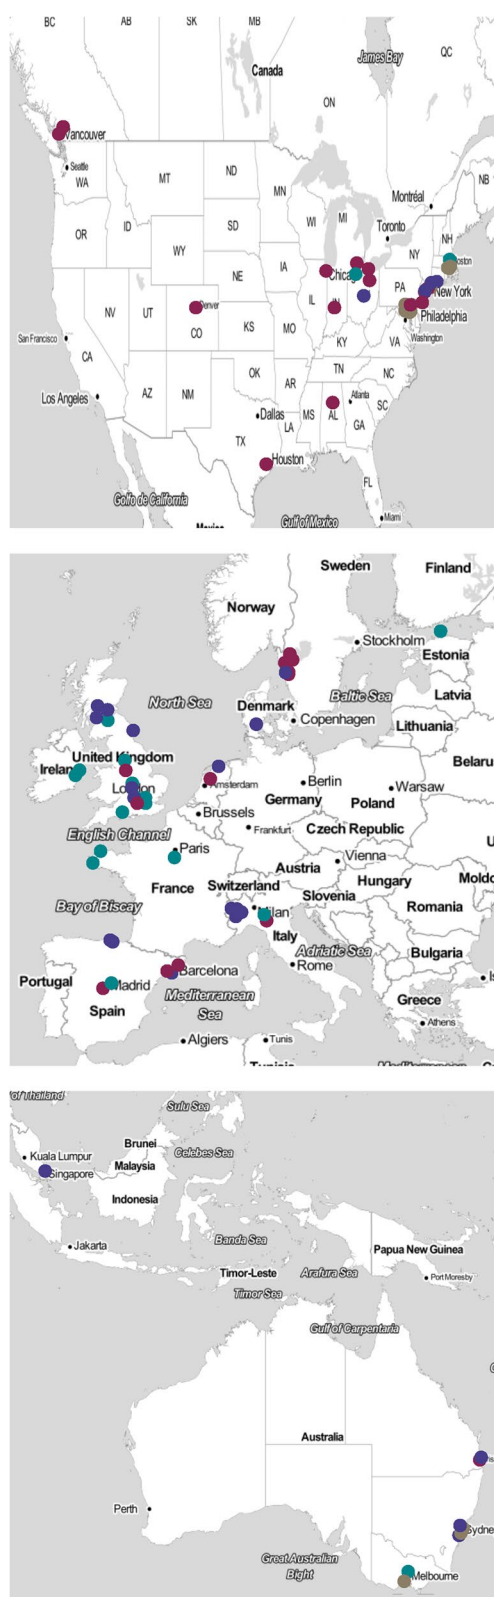 BC
AB
SK
MB
James Bay
QC
Canada
ON
Vancouver
Seattle
WA
MT
ND
MN
Montréal
NB
OR
ID
SD
WI
MI
Toronto
NH
NY
WY
IA
NE
PA
New York
NV
UT
Denver
CO
IL
Philadelphia
San Francisco
KS
MO
KY
VA
Washington
CA
TN
NC
OK
AR
Los Angeles
AZ
NM
Atlanta
SC
Dallas
MS
AL
GA
LA
TX
Houston
FL
Golfo de California
Gulf of Mexico
Miami
Sweden
Finland
Norway
Stockholm
Estonia
North Sea
Baltic Sea
Latvia
Denmark
Copenhagen
Lithuania
United Kingdom
Amsterdam
Berlin
Warsaw
Germany
Poland
Brussels
English Channel
Frankfurt
Czech Republic
Paris
Vienna
Austria
Hungary
France
Switzerland
Slovenia
Romania
Bay of Biscay
Italy
Adriatic Sea
Bulgaria
Portugal
Barcelona
Rome
Spain
Mediterranean
Sea
Greece
Athens
Algiers
Tunis
of Thailand
Sulu Sea
Brunei
Kuala Lumpur
Celebes Sea
Malaysia
Singapore
Indonesia
Banda Sea
Jakarta
Papua New Guinea
Timor-Leste
Arafura Sea
Port Moresby
Timor Sea
Gulf of Carpentaria
Australia
Perth
Great Australian
Bight
Melbourne